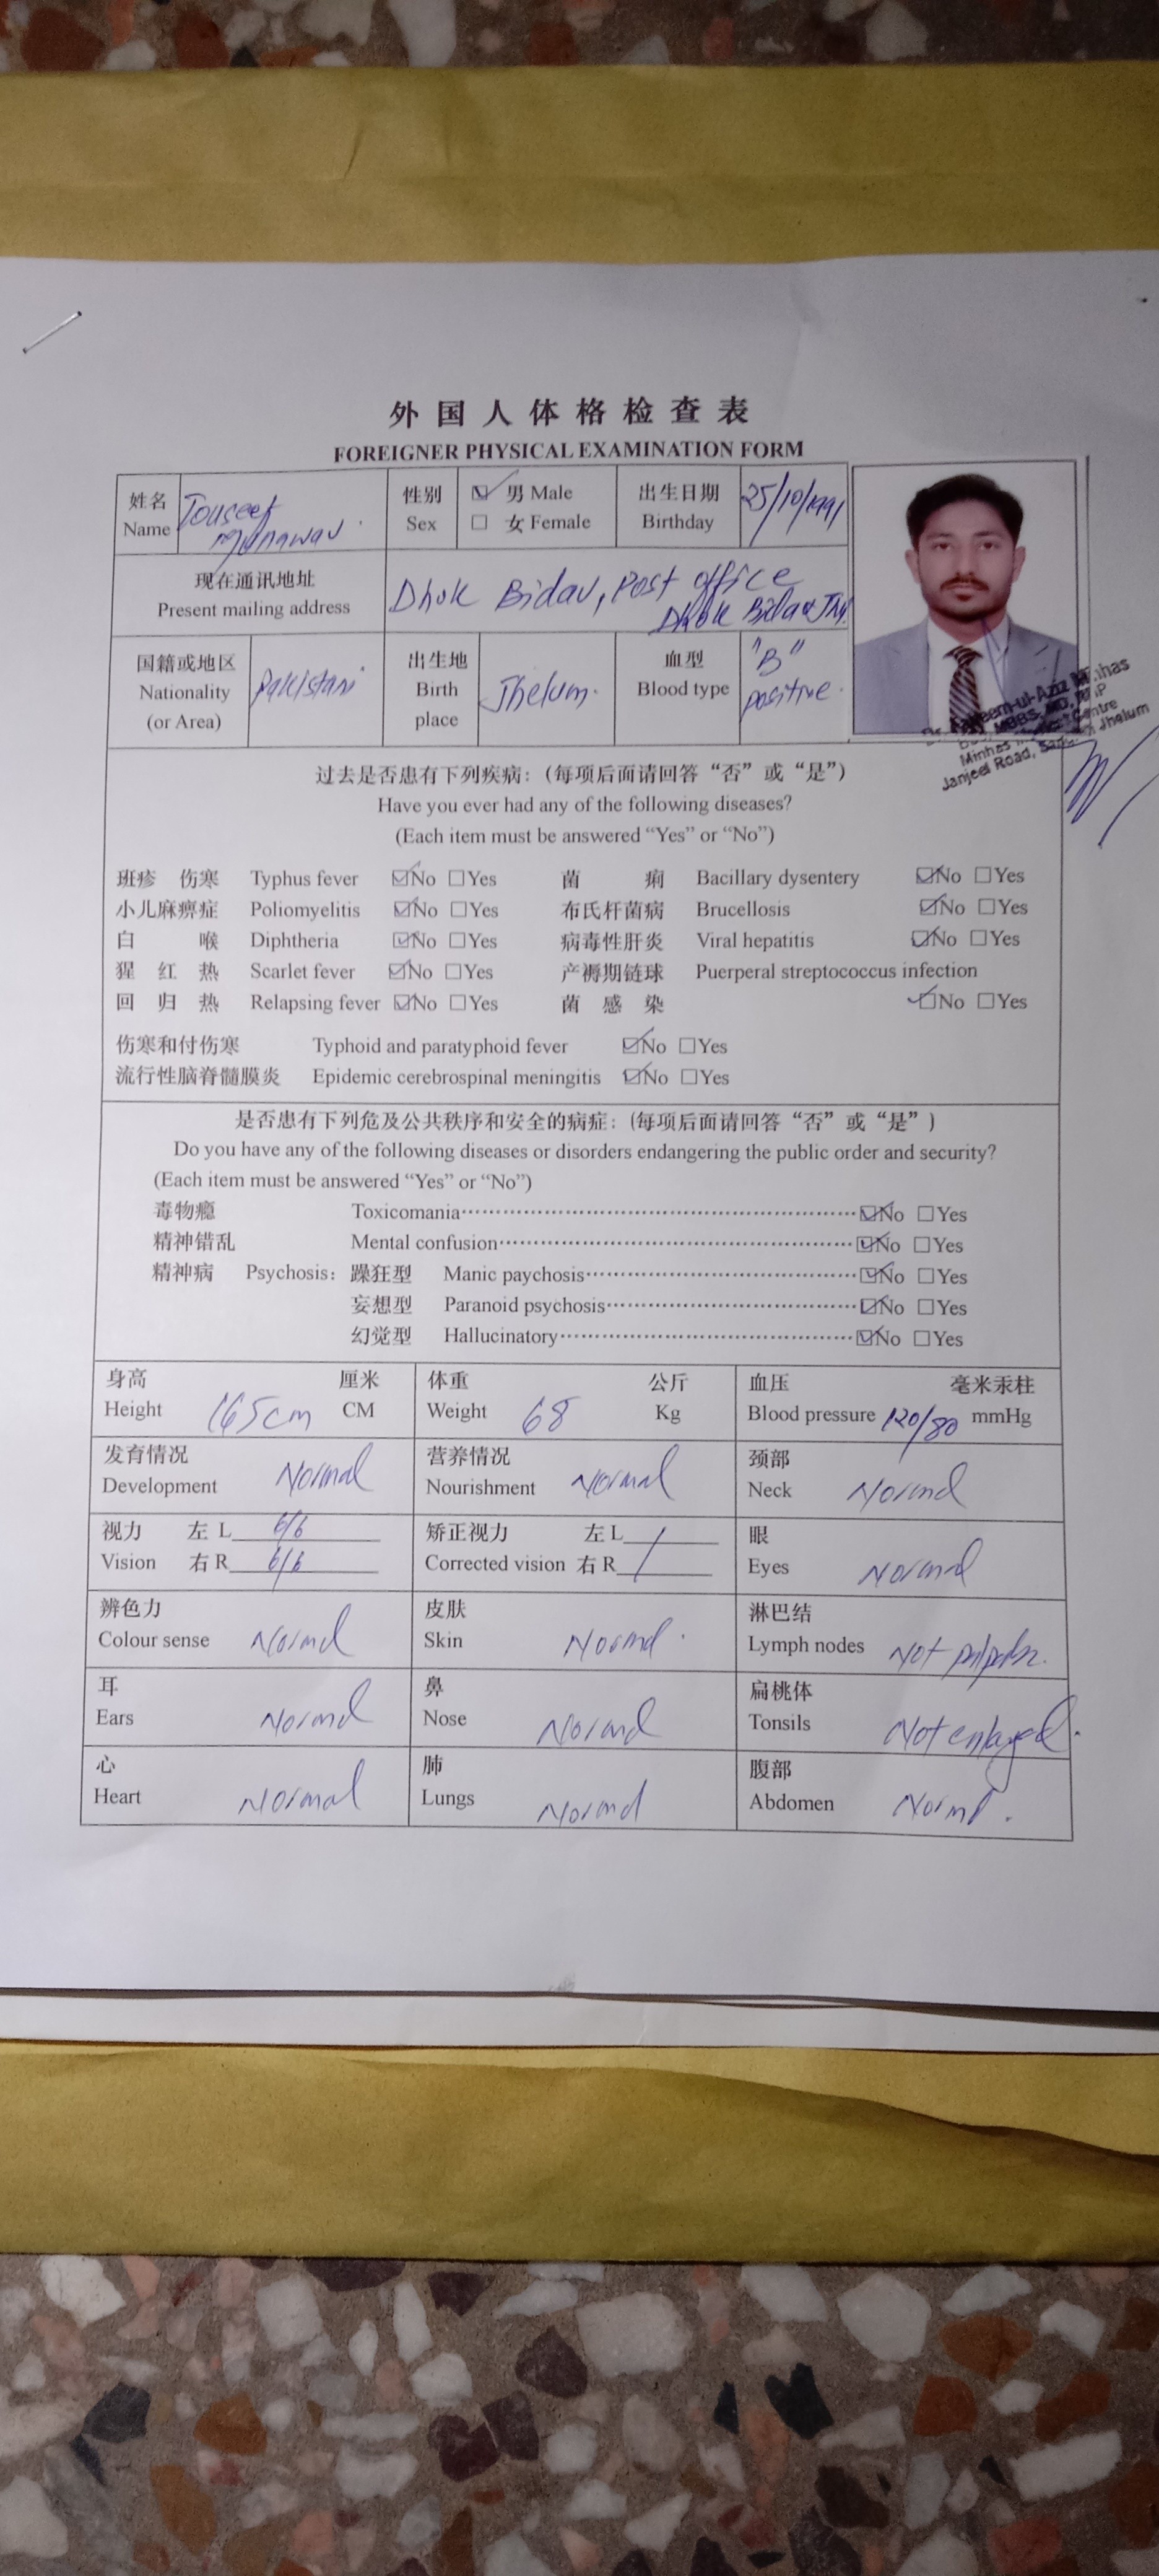 外国人体格检查表
FOREIGNER PHYSICAL EXAMINATION FORM
姓名 Name Touseef Munawar
性别 Sex ☑ 男 Male ☐ 女 Female
出生日期 Birthday 25/10/1991
现在通讯地址 Present mailing address Dhok Bidar, Post office Dhok Bidar
国籍或地区 Nationality (or Area) Pakistani
出生地 Birth place Jhelum.
血型 Blood type "B" positive.
MBBS, MD,
Minhas Centre
Janjeel Road, Jhelum
过去是否患有下列疾病：（每项后面请回答“否”或“是”）
Have you ever had any of the following diseases?
(Each item must be answered “Yes” or “No”)
班疹 伤寒 Typhus fever ☑No ☐Yes 菌 痢 Bacillary dysentery ☑No ☐Yes
小儿麻痹症 Poliomyelitis ☑No ☐Yes 布氏杆菌病 Brucellosis ☑No ☐Yes
白 喉 Diphtheria ☑No ☐Yes 病毒性肝炎 Viral hepatitis ☑No ☐Yes
猩 红 热 Scarlet fever ☑No ☐Yes 产褥期链球 Puerperal streptococcus infection
回 归 热 Relapsing fever ☑No ☐Yes 菌 感 染 ☑No ☐Yes
伤寒和付伤寒 Typhoid and paratyphoid fever ☑No ☐Yes
流行性脑脊髓膜炎 Epidemic cerebrospinal meningitis ☑No ☐Yes
是否患有下列危及公共秩序和安全的病症：（每项后面请回答“否”或“是”）
Do you have any of the following diseases or disorders endangering the public order and security?
(Each item must be answered “Yes” or “No”)
毒物瘾 Toxicomania ☑No ☐Yes
精神错乱 Mental confusion ☑No ☐Yes
精神病 Psychosis: 躁狂型 Manic paychosis ☑No ☐Yes
妄想型 Paranoid psychosis ☑No ☐Yes
幻觉型 Hallucinatory ☑No ☐Yes
身高 厘米 Height 165cm CM
体重 公斤 Weight 68 Kg
血压 毫米汞柱 Blood pressure 120/80 mmHg
发育情况 Development Normal
营养情况 Nourishment Normal
颈部 Neck Normal
视力 左 L 6/6
Vision 右 R 6/6
矫正视力 左 L /
Corrected vision 右 R /
眼 Eyes Normal
辨色力 Colour sense Normal
皮肤 Skin Normal.
淋巴结 Lymph nodes Not
耳 Ears Normal
鼻 Nose Normal
扁桃体 Tonsils Not enlarged.
心 Heart Normal
肺 Lungs Normal
腹部 Abdomen Normal.